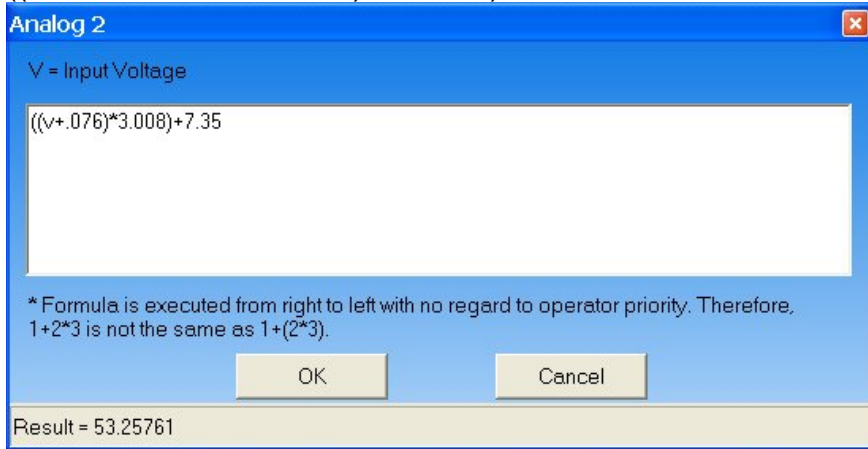 Analog 2
V = Input Voltage
((v+.076)*3.008)+7.35
* Formula is executed from right to left with no regard to operator priority. Therefore,
1+2*3 is not the same as 1+(2*3).
OK Cancel
Result = 53.25761